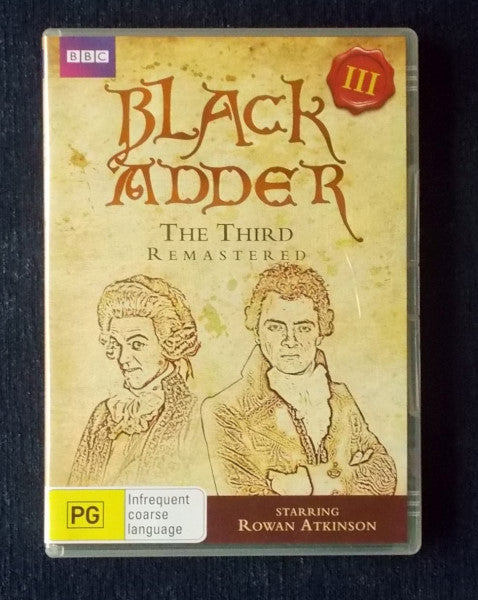 BBC
III
BLACK
ADDER
THE THIRD
REMASTERED
PG
Infrequent
coarse
language
STARRING
ROWAN ATKINSON